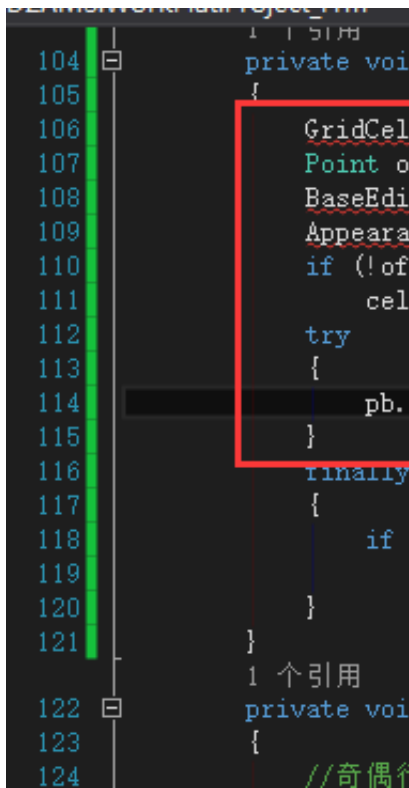 1 个引用
104 private voi
105 {
106 GridCel
107 Point o
108 BaseEdi
109 Appeara
110 if (!of
111 cel
112 try
113 {
114 pb.
115 }
116 finally
117 {
118 if
119
120 }
121 }
1 个引用
122 private voi
123 {
124 //奇偶行